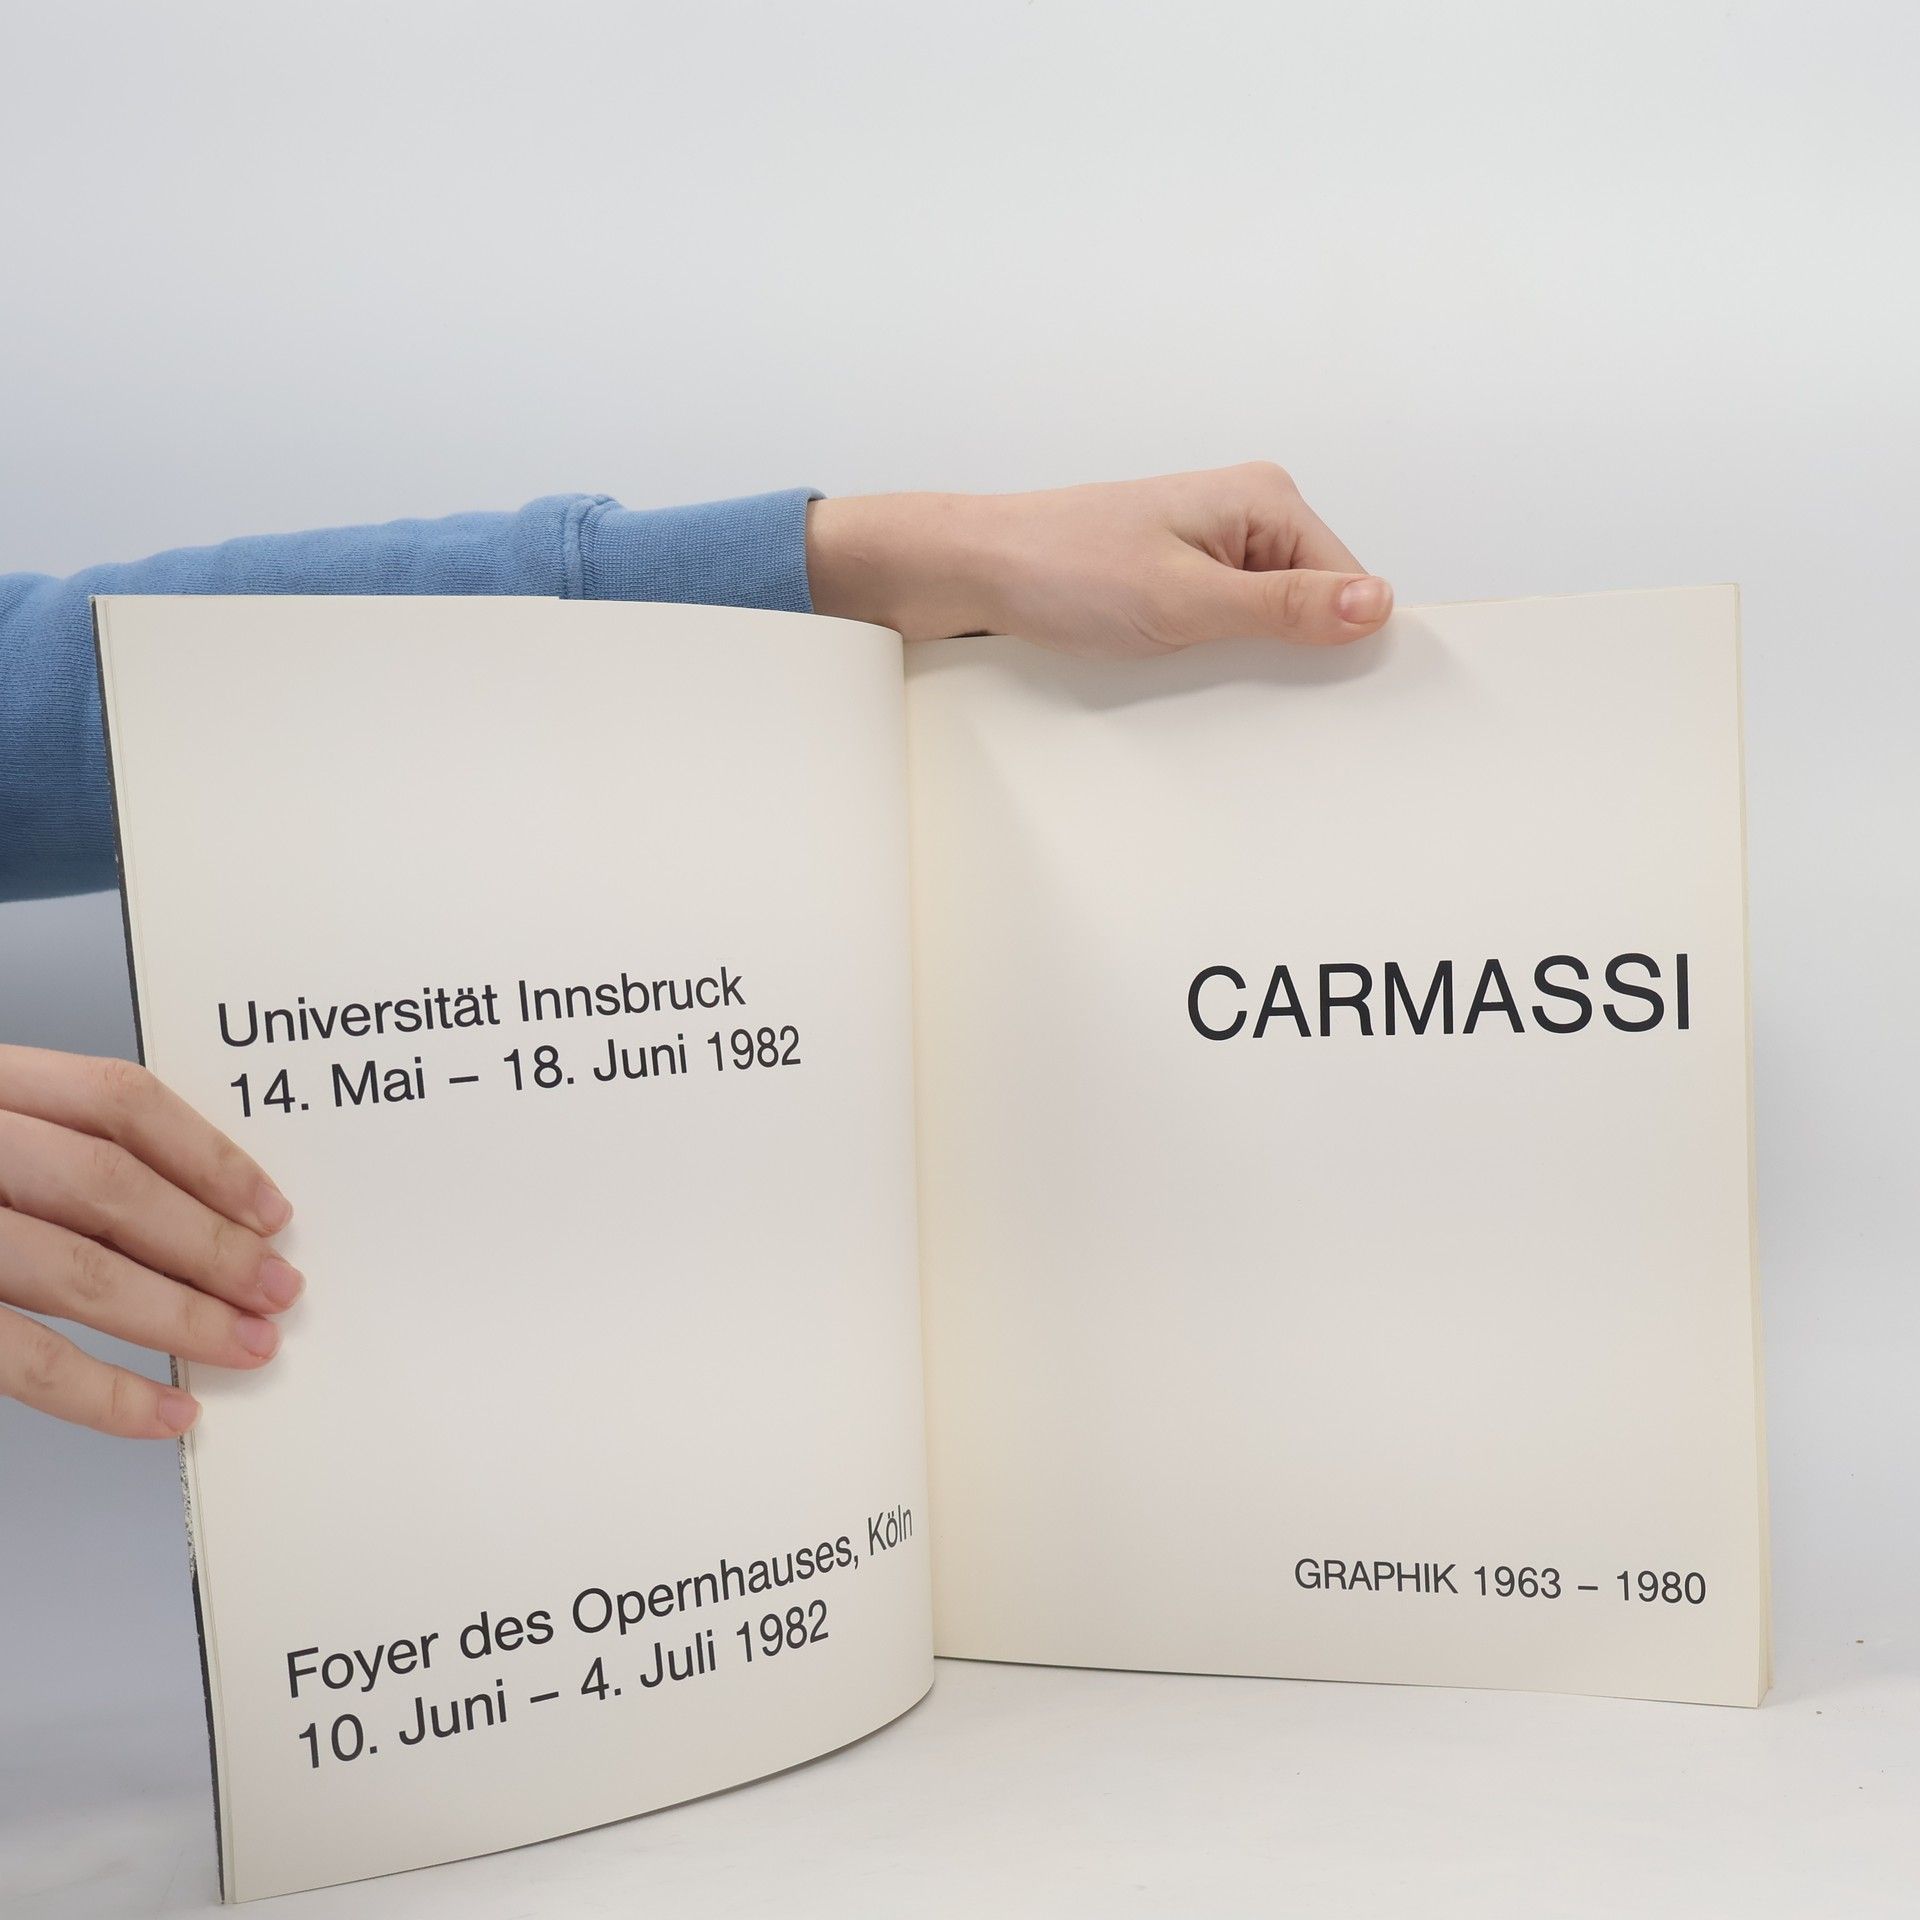 Universität Innsbruck
14. Mai – 18. Juni 1982
Foyer des Opernhauses, Köln
10. Juni – 4. Juli 1982
CARMASSI
GRAPHIK 1963 – 1980